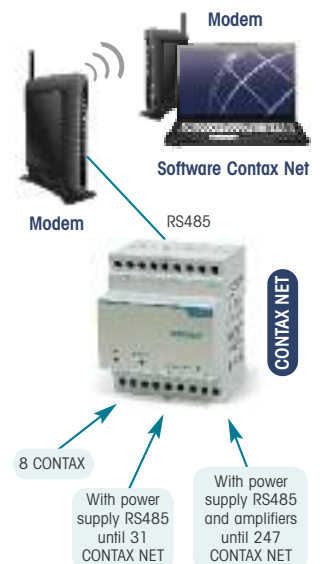 Modem
Software Contax Net
Modem
RS485
CONTAX NET
8 CONTAX
With power
supply RS485
until 31
CONTAX NET
With power
supply RS485
and amplifiers
until 247
CONTAX NET